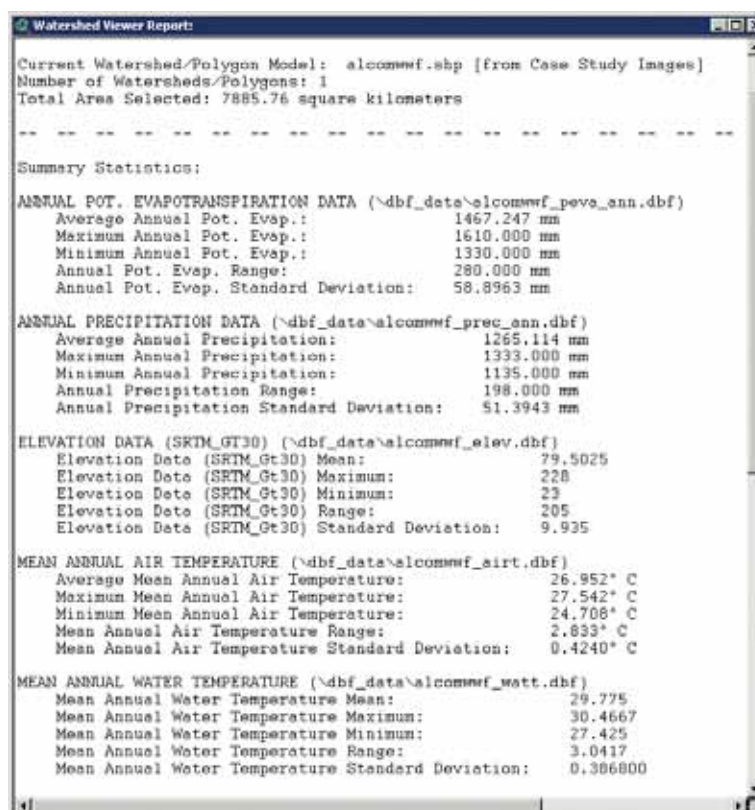 Watershed Viewer Report:
Current Watershed/Polygon Model: alcomwwf.shp [from Case Study Images]
Number of Watersheds/Polygons: 1
Total Area Selected: 7885.76 square kilometers
-- -- -- -- -- -- -- -- -- -- -- -- -- -- -- -- -- -- --
Summary Statistics:
ANNUAL POT. EVAPOTRANSPIRATION DATA (\dbf_data\alcomwwf_peva_ann.dbf)
Average Annual Pot. Evap.: 1467.247 mm
Maximum Annual Pot. Evap.: 1610.000 mm
Minimum Annual Pot. Evap.: 1330.000 mm
Annual Pot. Evap. Range: 280.000 mm
Annual Pot. Evap. Standard Deviation: 58.8963 mm
ANNUAL PRECIPITATION DATA (\dbf_data\alcomwwf_prec_ann.dbf)
Average Annual Precipitation: 1265.114 mm
Maximum Annual Precipitation: 1333.000 mm
Minimum Annual Precipitation: 1135.000 mm
Annual Precipitation Range: 198.000 mm
Annual Precipitation Standard Deviation: 51.3943 mm
ELEVATION DATA (SRTM_GT30) (\dbf_data\alcomwwf_elev.dbf)
Elevation Data (SRTM_Gt30) Mean: 79.5025
Elevation Data (SRTM_Gt30) Maximum: 228
Elevation Data (SRTM_Gt30) Minimum: 23
Elevation Data (SRTM_Gt30) Range: 205
Elevation Data (SRTM_Gt30) Standard Deviation: 9.935
MEAN ANNUAL AIR TEMPERATURE (\dbf_data\alcomwwf_airt.dbf)
Average Mean Annual Air Temperature: 26.952° C
Maximum Mean Annual Air Temperature: 27.542° C
Minimum Mean Annual Air Temperature: 24.708° C
Mean Annual Air Temperature Range: 2.833° C
Mean Annual Air Temperature Standard Deviation: 0.4240° C
MEAN ANNUAL WATER TEMPERATURE (\dbf_data\alcomwwf_watt.dbf)
Mean Annual Water Temperature Mean: 29.775
Mean Annual Water Temperature Maximum: 30.4667
Mean Annual Water Temperature Minimum: 27.425
Mean Annual Water Temperature Range: 3.0417
Mean Annual Water Temperature Standard Deviation: 0.386800